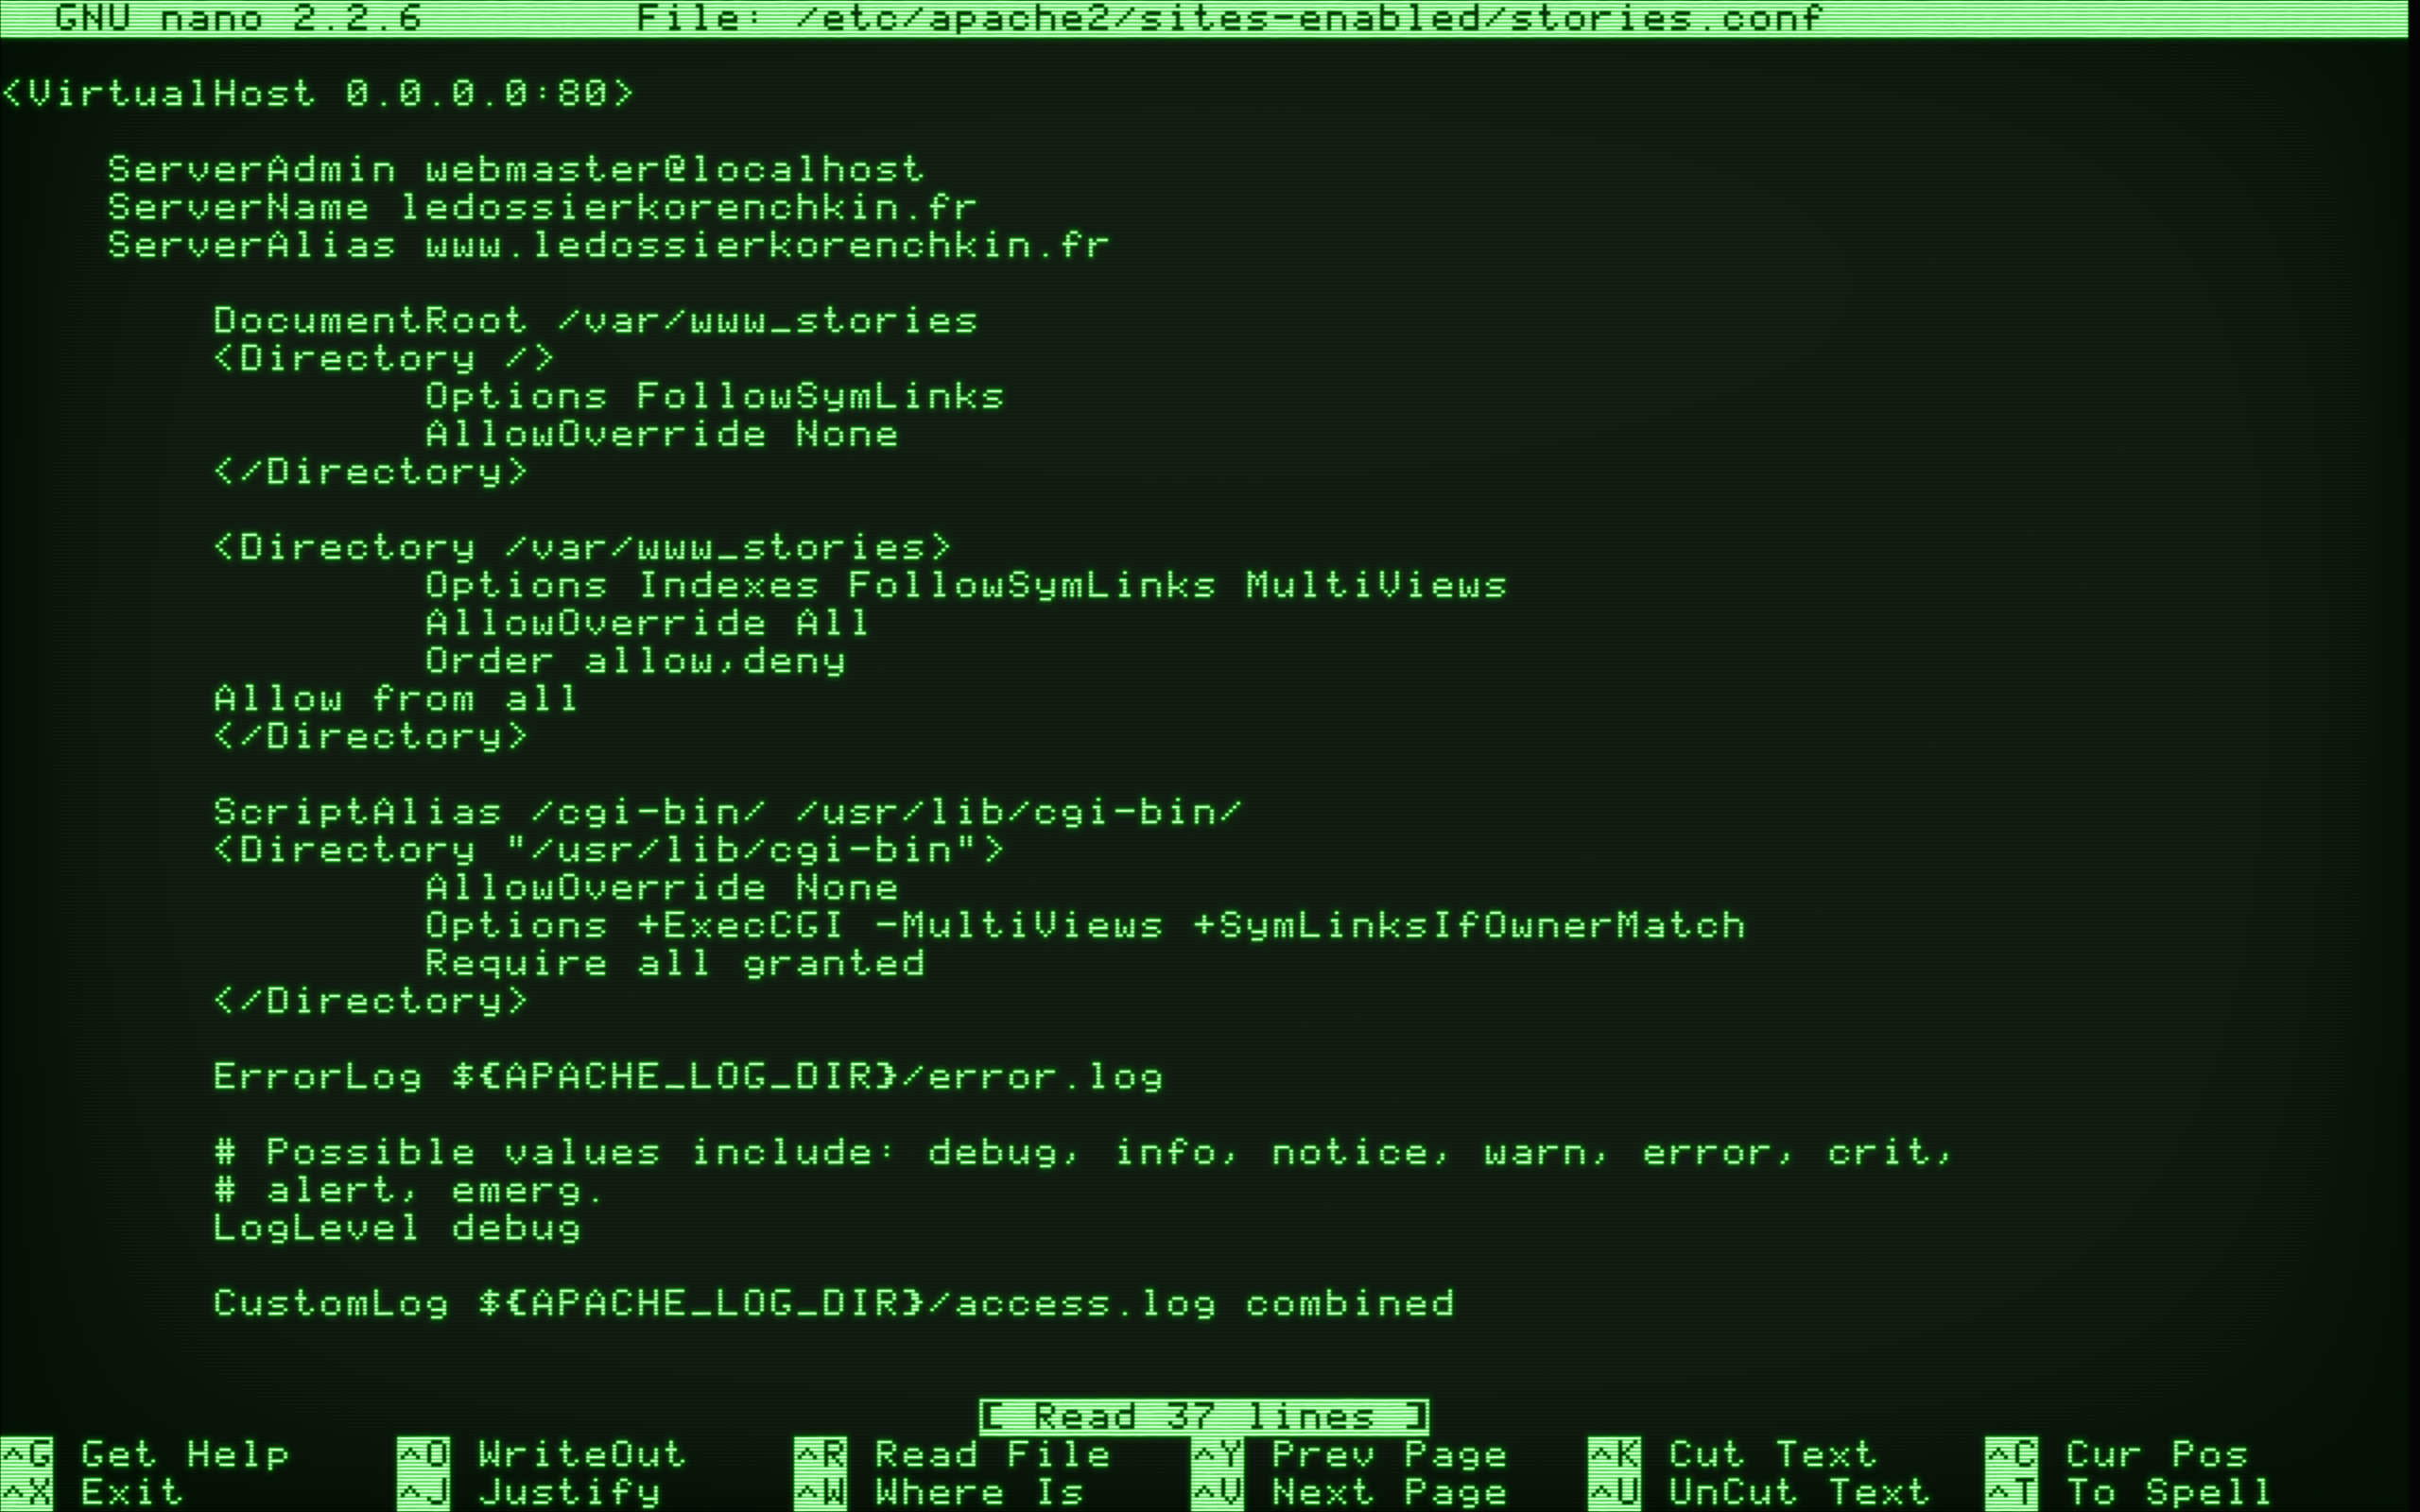 GNU nano 2.2.6 File: /etc/apache2/sites-enabled/stories.conf
<VirtualHost 0.0.0.0:80>
ServerAdmin webmaster@localhost
ServerName ledossierkorenchkin.fr
ServerAlias www.ledossierkorenchkin.fr
DocumentRoot /var/www_stories
<Directory />
Options FollowSymLinks
AllowOverride None
</Directory>
<Directory /var/www_stories>
Options Indexes FollowSymLinks MultiViews
AllowOverride All
Order allow,deny
Allow from all
</Directory>
ScriptAlias /cgi-bin/ /usr/lib/cgi-bin/
<Directory "/usr/lib/cgi-bin">
AllowOverride None
Options +ExecCGI -MultiViews +SymLinksIfOwnerMatch
Require all granted
</Directory>
ErrorLog ${APACHE_LOG_DIR}/error.log
# Possible values include: debug, info, notice, warn, error, crit,
# alert, emerg.
LogLevel debug
CustomLog ${APACHE_LOG_DIR}/access.log combined
[ Read 37 lines ]
^G Get Help ^O WriteOut ^R Read File ^Y Prev Page ^K Cut Text ^C Cur Pos
^X Exit ^J Justify ^W Where Is ^V Next Page ^U UnCut Text ^T To Spell